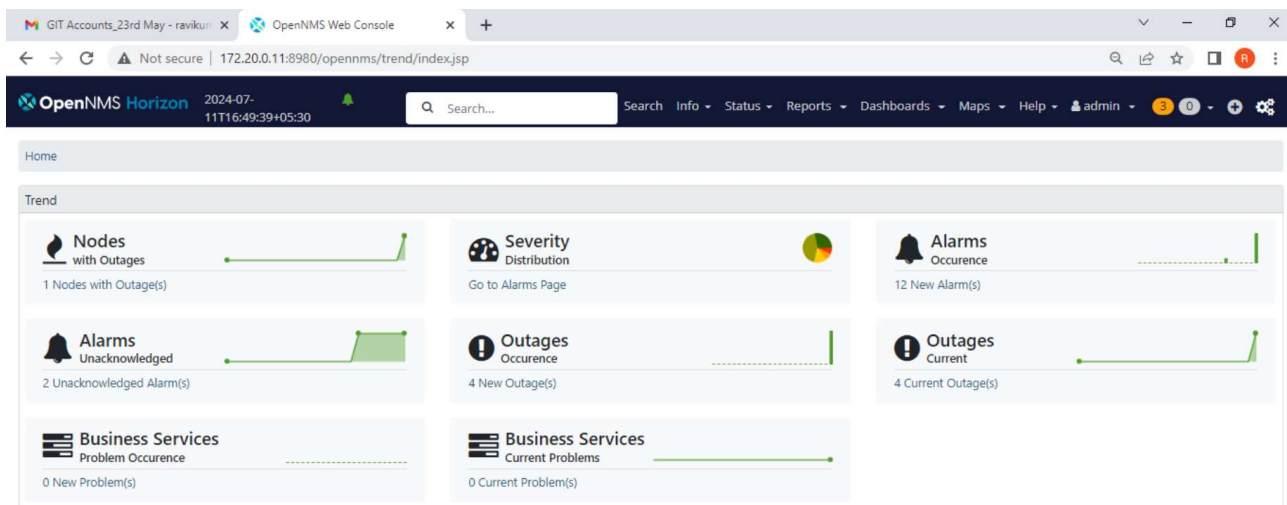 GIT Accounts_23rd May - ravikun
OpenNMS Web Console
Not secure | 172.20.0.11:8980/opennms/trend/index.jsp
R
OpenNMS Horizon
2024-07-
11T16:49:39+05:30
Search...
Search Info Status Reports Dashboards Maps Help admin 3 0
Home
Trend
Nodes
with Outages
1 Nodes with Outage(s)
Severity
Distribution
Go to Alarms Page
Alarms
Occurence
12 New Alarm(s)
Alarms
Unacknowledged
2 Unacknowledged Alarm(s)
Outages
Occurence
4 New Outage(s)
Outages
Current
4 Current Outage(s)
Business Services
Problem Occurence
0 New Problem(s)
Business Services
Current Problems
0 Current Problem(s)